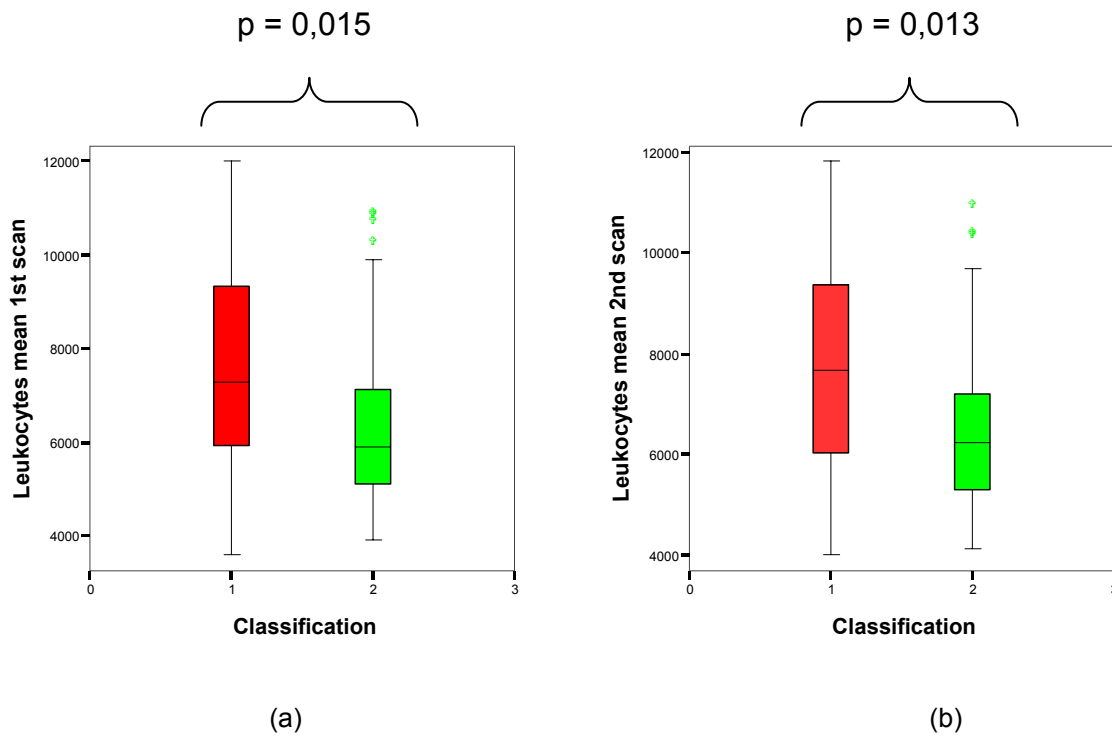 p = 0,015
Leukocytes mean 1st scan
12000
10000
8000
6000
4000
0
1
2
3
Classification
(a)
p = 0,013
Leukocytes mean 2nd scan
12000
10000
8000
6000
4000
0
1
2
3
Classification
(b)